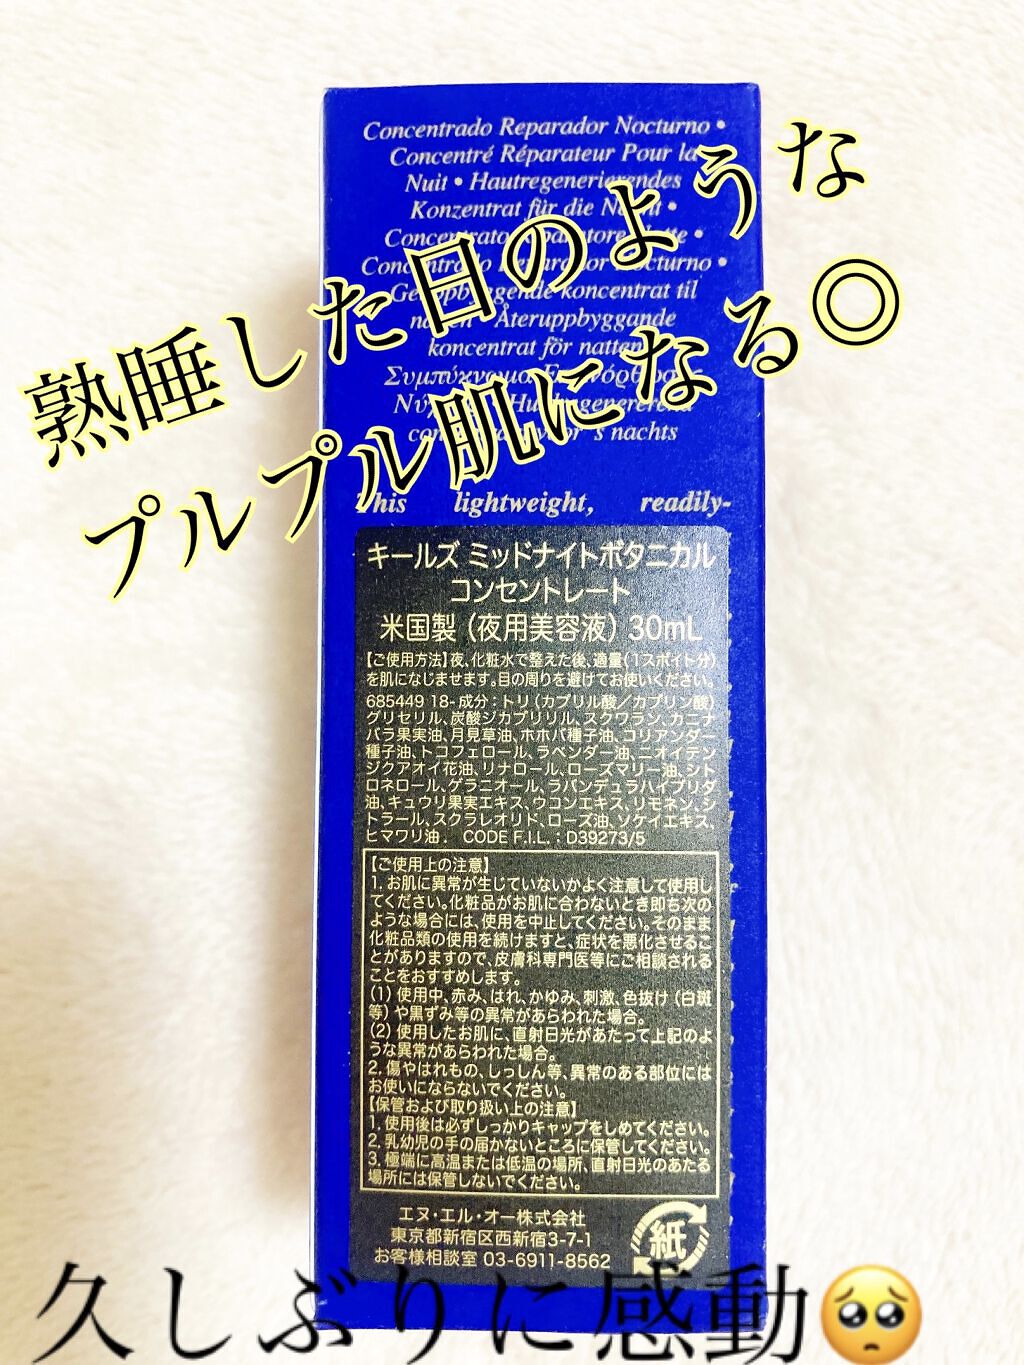 Concentrado Reparador Nocturno •
Concentré Réparateur Pour la
Nuit • Hautregenerierendes
Konzentrat für die Nacht •
Concentrato Riparatore Notte •
Concentrado Reparador Nocturno •
Genopbyggende koncentrat til
natten • Återuppbyggande
koncentrat för natten
Συμπύκνωμα
s nachts
熟睡した日のような
プルプル肌になる◎
This lightweight, readily-
キールズ ミッドナイトボタニカル
コンセントレート
米国製(夜用美容液)30mL
【ご使用方法】夜、化粧水で整えた後、適量(1スポイト分)
を肌になじませます。目の周りを避けてお使いください。
685449 18- 成分:トリ(カプリル酸/カプリン酸)
グリセリル、炭酸ジカプリリル、スクワラン、カニナ
バラ果実油、月見草油、ホホバ種子油、コリアンダー
種子油、トコフェロール、ラベンダー油、ニオイテン
ジクアオイ花油、リナロール、ローズマリー油、シト
ロネロール、ゲラニオール、ラバンデュラハイブリダ
油、キュウリ果実エキス、ウコンエキス、リモネン、シ
トラール、スクラレオリド、ローズ油、ソケイエキス、
ヒマワリ油. CODE F.I.L. : D39273/5
【ご使用上の注意】
1. お肌に異常が生じていないかよく注意して使用し
てください。化粧品がお肌に合わないとき即ち次の
ような場合には、使用を中止してください。そのまま
化粧品類の使用を続けますと、症状を悪化させるこ
とがありますので、皮膚科専門医等にご相談される
ことをおすすめします。
(1) 使用中、赤み、はれ、かゆみ、刺激、色抜け(白斑
等)や黒ずみ等の異常があらわれた場合。
(2) 使用したお肌に、直射日光があたって上記のよ
うな異常があらわれた場合。
2. 傷やはれもの、しっしん等、異常のある部位には
お使いにならないでください。
【保管および取り扱い上の注意】
1. 使用後は必ずしっかりキャップをしめてください。
2. 乳幼児の手の届かないところに保管してください。
3. 極端に高温または低温の場所、直射日光のあたる
場所には保管しないでください。
エヌ・エル・オー株式会社
東京都新宿区西新宿3-7-1
お客様相談室 03-6911-8562
紙
久しぶりに感動🥺